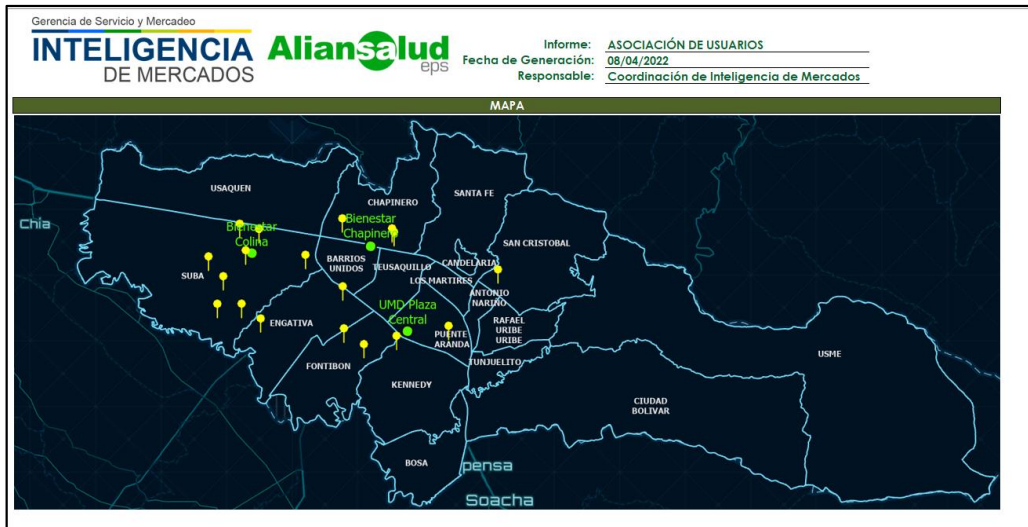 Gerencia de Servicio y Mercadeo
INTELIGENCIA
DE MERCADOS
Aliansalud
eps
Informe: ASOCIACIÓN DE USUARIOS
Fecha de Generación: 08/04/2022
Responsable: Coordinación de Inteligencia de Mercados
MAPA
USAQUEN
CHAPINERO
SANTA FE
Chia
Bienestar
Colina
Bienestar
Chapinero
SAN CRISTOBAL
BARRIOS
UNIDOS
TEUSAQUILLO
CANDELARIA
SUBA
LOS MARTIRES
ANTONIO
NARIÑO
UMD Plaza
Central
ENGATIVA
PUENTE
ARANDA
RAFAEL
URIBE
URIBE
USME
FONTIBON
TUNJUELITO
KENNEDY
CIUDAD
BOLIVAR
BOSA
pensa
Soacha